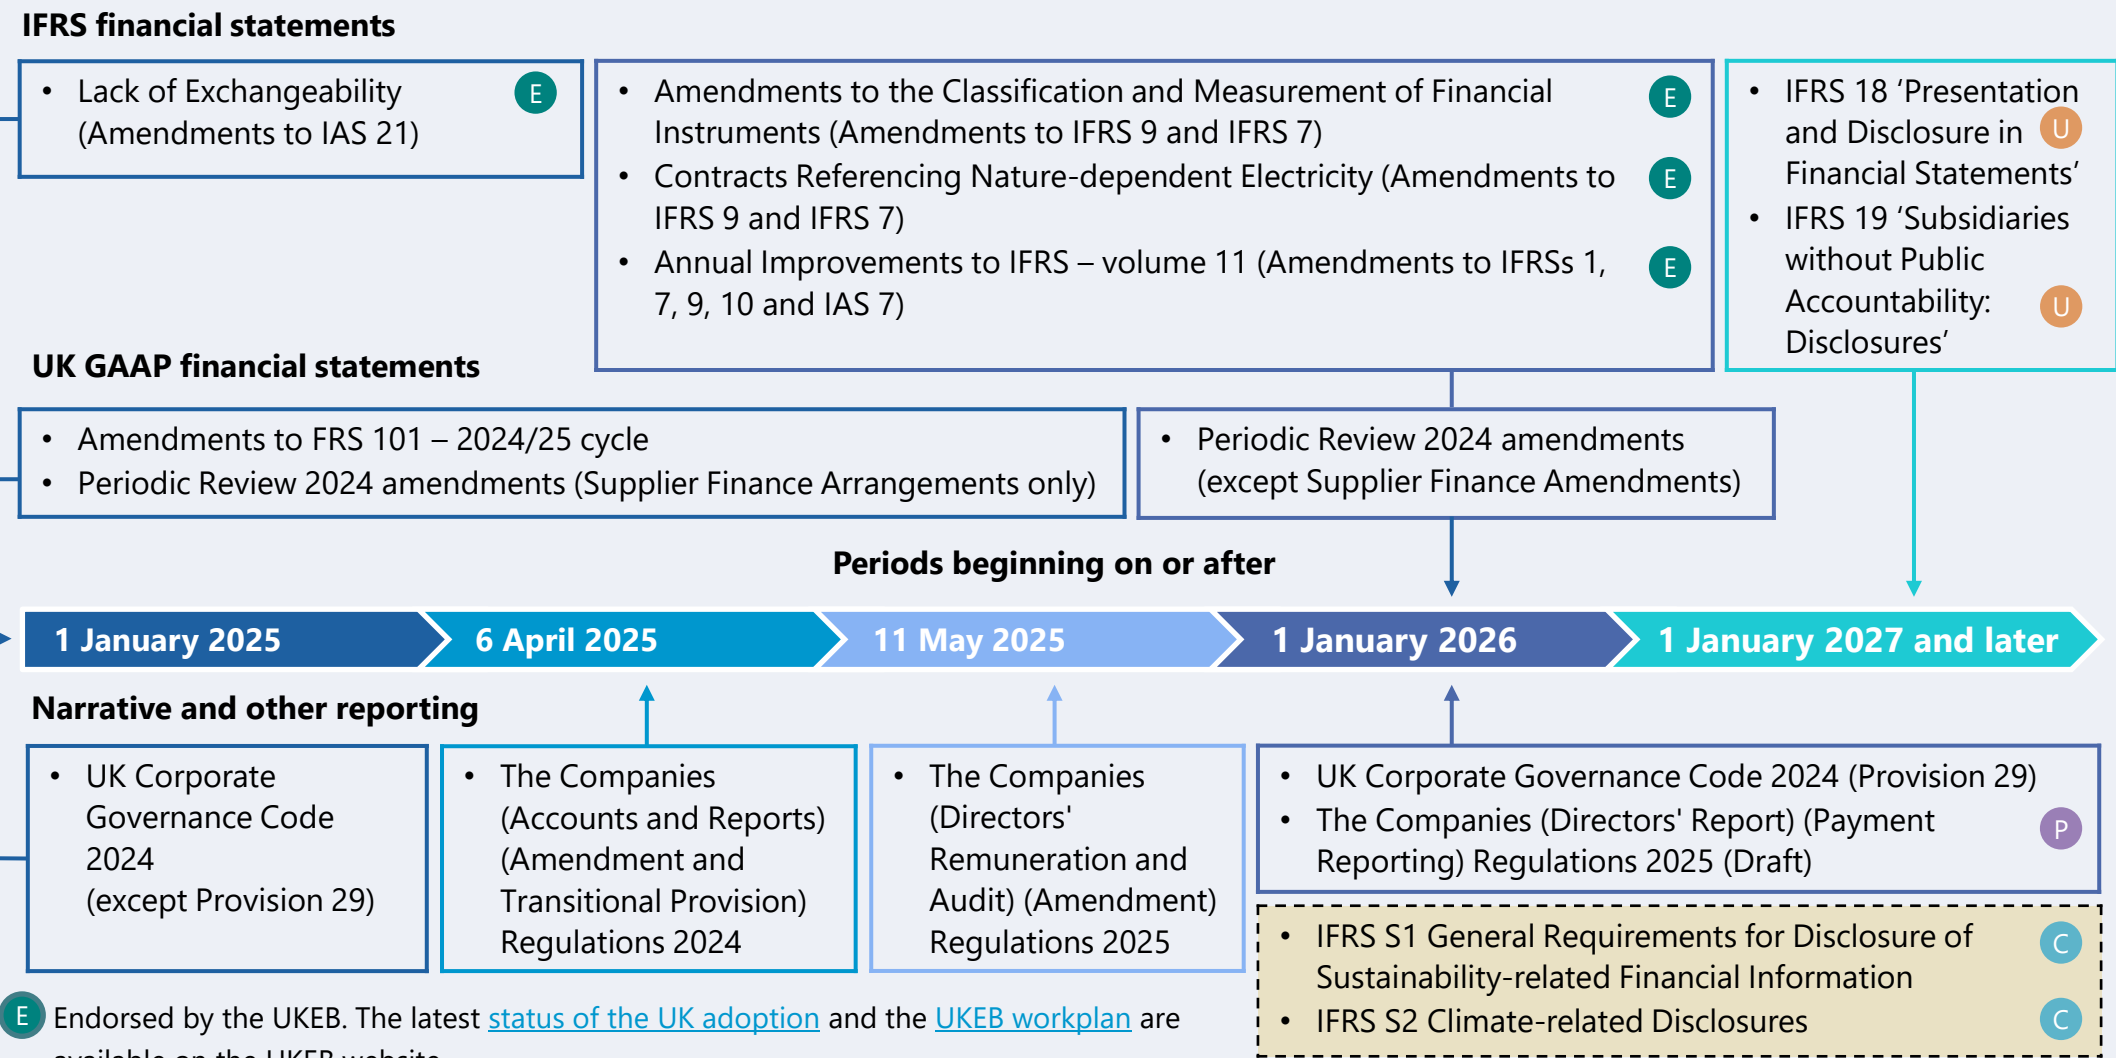 IFRS financial statements
• Lack of Exchangeability
(Amendments to IAS 21)
E
• Amendments to the Classification and Measurement of Financial
Instruments (Amendments to IFRS 9 and IFRS 7)
E
• Contracts Referencing Nature-dependent Electricity (Amendments to
IFRS 9 and IFRS 7)
E
• Annual Improvements to IFRS – volume 11 (Amendments to IFRSs 1,
7, 9, 10 and IAS 7)
E
• IFRS 18 ‘Presentation
and Disclosure in
Financial Statements’
U
• IFRS 19 ‘Subsidiaries
without Public
Accountability:
Disclosures’
U
UK GAAP financial statements
• Amendments to FRS 101 – 2024/25 cycle
• Periodic Review 2024 amendments (Supplier Finance Arrangements only)
• Periodic Review 2024 amendments
(except Supplier Finance Amendments)
Periods beginning on or after
1 January 2025
6 April 2025
11 May 2025
1 January 2026
1 January 2027 and later
Narrative and other reporting
• UK Corporate
Governance Code
2024
(except Provision 29)
• The Companies
(Accounts and Reports)
(Amendment and
Transitional Provision)
Regulations 2024
• The Companies
(Directors'
Remuneration and
Audit) (Amendment)
Regulations 2025
• UK Corporate Governance Code 2024 (Provision 29)
• The Companies (Directors' Report) (Payment
Reporting) Regulations 2025 (Draft)
P
• IFRS S1 General Requirements for Disclosure of
Sustainability-related Financial Information
C
• IFRS S2 Climate-related Disclosures
C
E Endorsed by the UKEB. The latest status of the UK adoption and the UKEB workplan are
available on the UKEB website